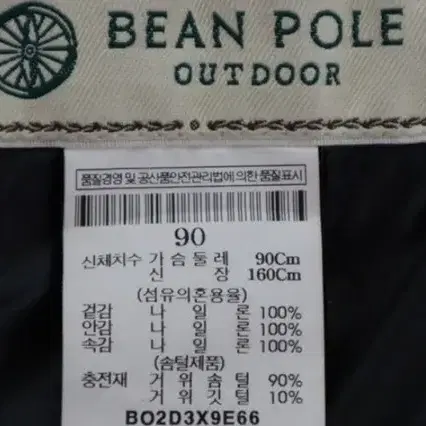 BEAN POLE
OUTDOOR
품질경영 및 공산품안전관리법에 의한 품질표시
90
신체치수 가슴둘레 90Cm
신 장 160Cm
(섬유의혼용율)
겉감 나 일 론 100%
안감 나 일 론 100%
속감 나 일 론 100%
(솜털제품)
충전재 거 위 솜 털 90%
거 위 깃 털 10%
BO2D3X9E66